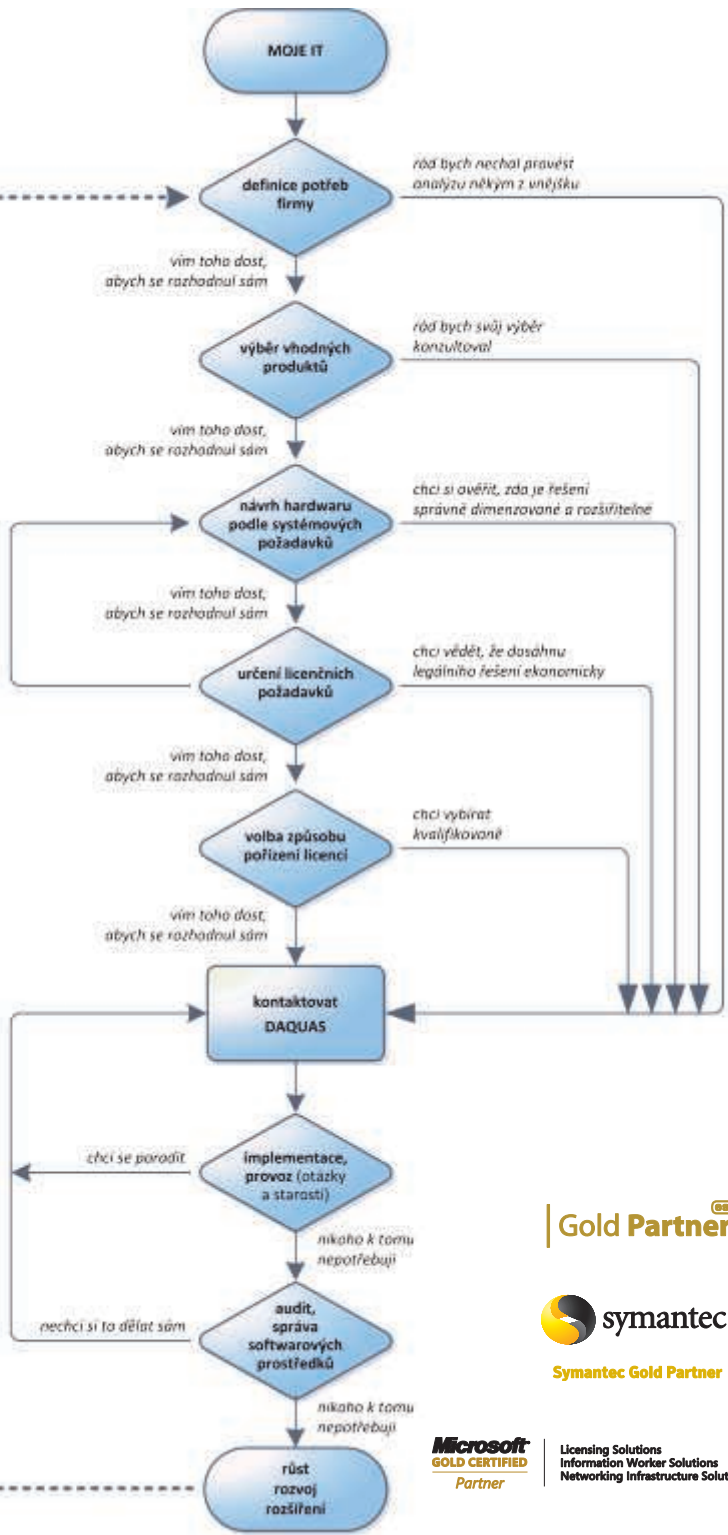 MOJE IT
definice potřeb
firmy
rád bych nechal provést
analýzu někým z vnějšku
vím toho dost,
abych se rozhodnul sám
výběr vhodných
produktů
rád bych svůj výběr
konzultoval
vím toho dost,
abych se rozhodnul sám
návrh hardwaru
podle systémových
požadavků
chci si ověřit, zda je řešení
správně dimenzované a rozšiřitelné
vím toho dost,
abych se rozhodnul sám
určení licenčních
požadavků
chci vědět, že dosáhnu
legálního řešení ekonomicky
vím toho dost,
abych se rozhodnul sám
volba způsobu
pořízení licencí
chci vybírat
kvalifikovaně
vím toho dost,
abych se rozhodnul sám
kontaktovat
DAQUAS
chci se poradit
implementace,
provoz (otázky
a starosti)
nikoho k tomu
nepotřebuji
nechci si to dělat sám
audit,
správa
softwarových
prostředků
nikoho k tomu
nepotřebuji
růst
rozvoj
rozšíření
Gold Partner
symantec
Symantec Gold Partner
Microsoft
GOLD CERTIFIED
Partner
Licensing Solutions
Information Worker Solutions
Networking Infrastructure Solut